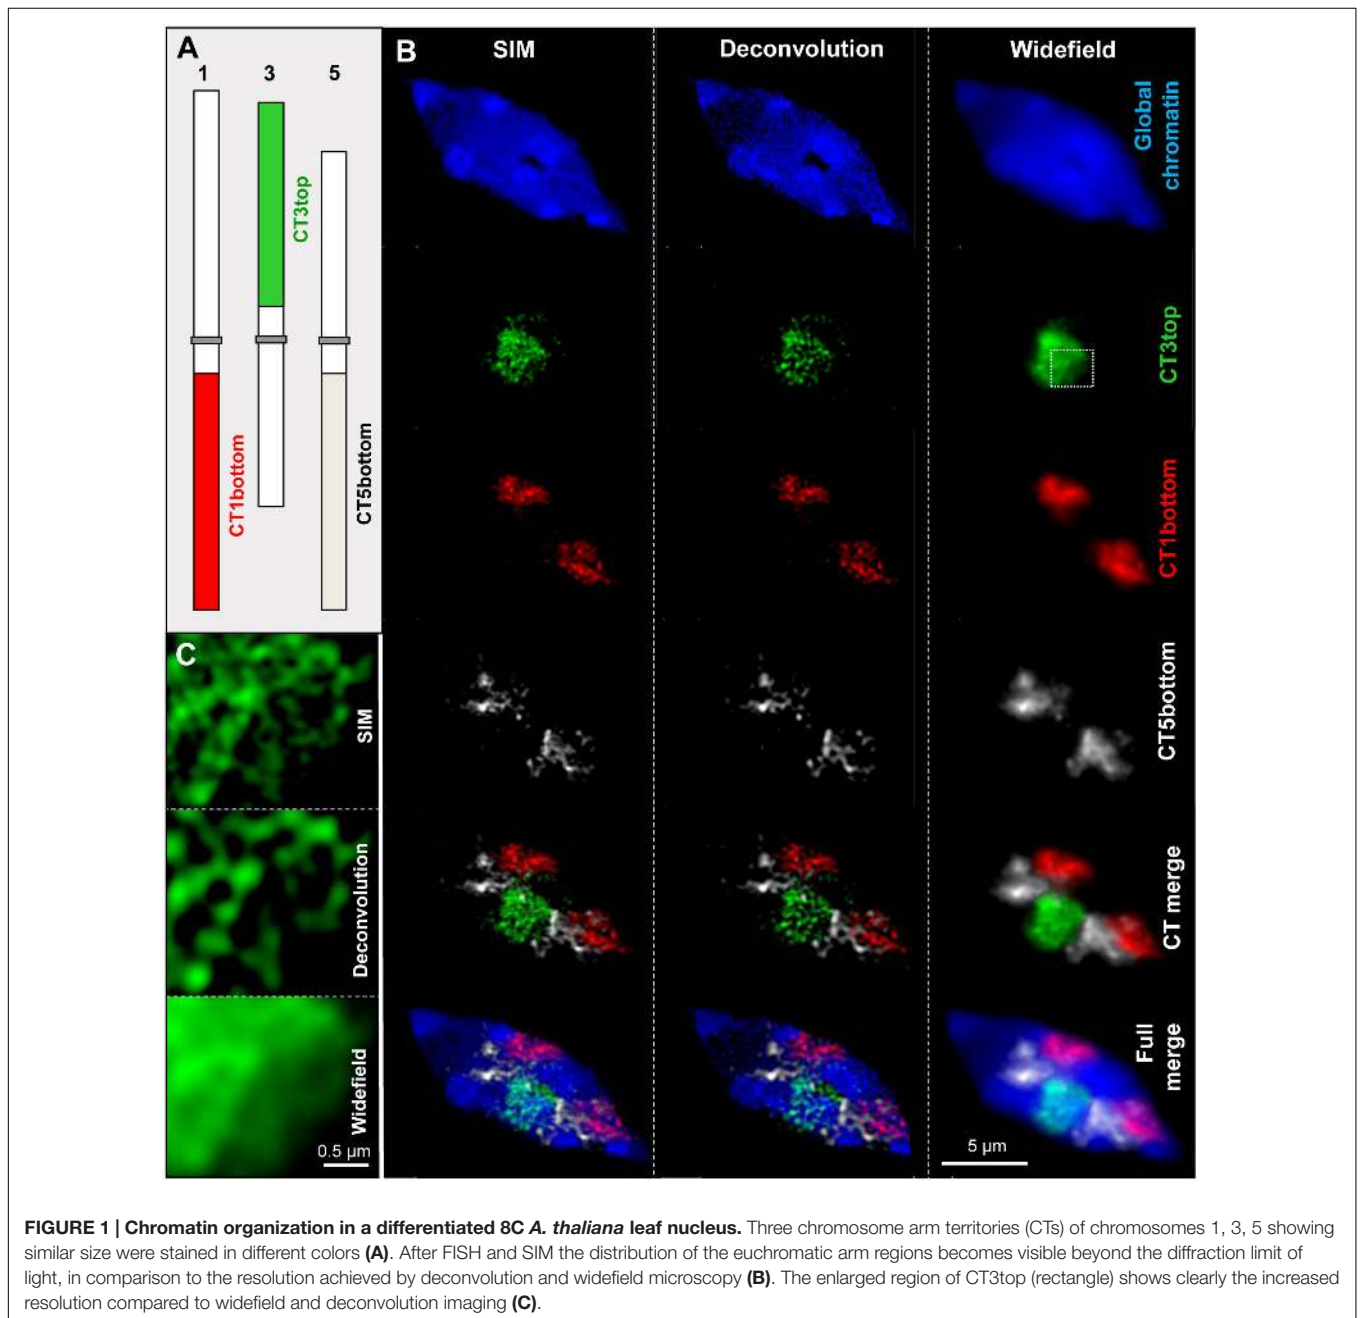 A
1
3
5
CT3top
CT1bottom
CT5bottom
B
SIM
Deconvolution
Widefield
Global
chromatin
CT3top
CT1bottom
CT5bottom
CT merge
Full
merge
5 µm
C
SIM
Deconvolution
Widefield
0.5 µm
FIGURE 1 | Chromatin organization in a differentiated 8C A. thaliana leaf nucleus. Three chromosome arm territories (CTs) of chromosomes 1, 3, 5 showing
similar size were stained in different colors (A). After FISH and SIM the distribution of the euchromatic arm regions becomes visible beyond the diffraction limit of
light, in comparison to the resolution achieved by deconvolution and widefield microscopy (B). The enlarged region of CT3top (rectangle) shows clearly the increased
resolution compared to widefield and deconvolution imaging (C).